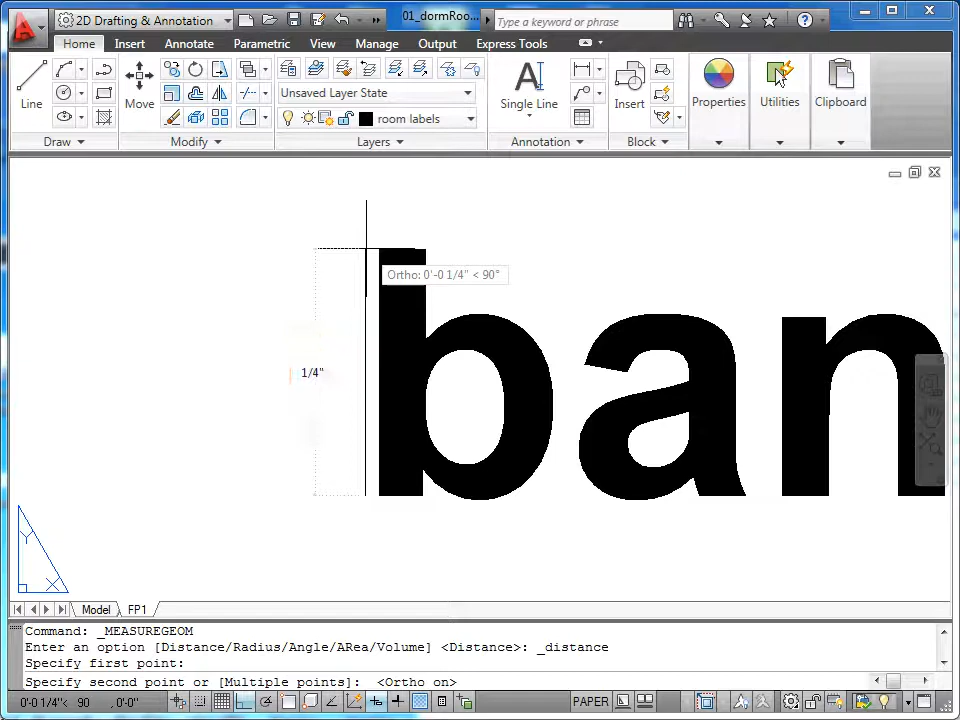 2D Drafting & Annotation
01_dormRoo...
Type a keyword or phrase
Home Insert Annotate Parametric View Manage Output Express Tools
Line
Move
Unsaved Layer State
room labels
A
Single Line
Insert
Properties
Utilities
Clipboard
Draw
Modify
Layers
Annotation
Block
Ortho: 0'-0 1/4" < 90°
1/4"
ban
Y
X
Model FP1
Command: _MEASUREGEOM
Enter an option [Distance/Radius/Angle/ARea/Volume] <Distance>: _distance
Specify first point:
Specify second point or [Multiple points]: <Ortho on>
0'-0 1/4"< 90 , 0'-0"
PAPER